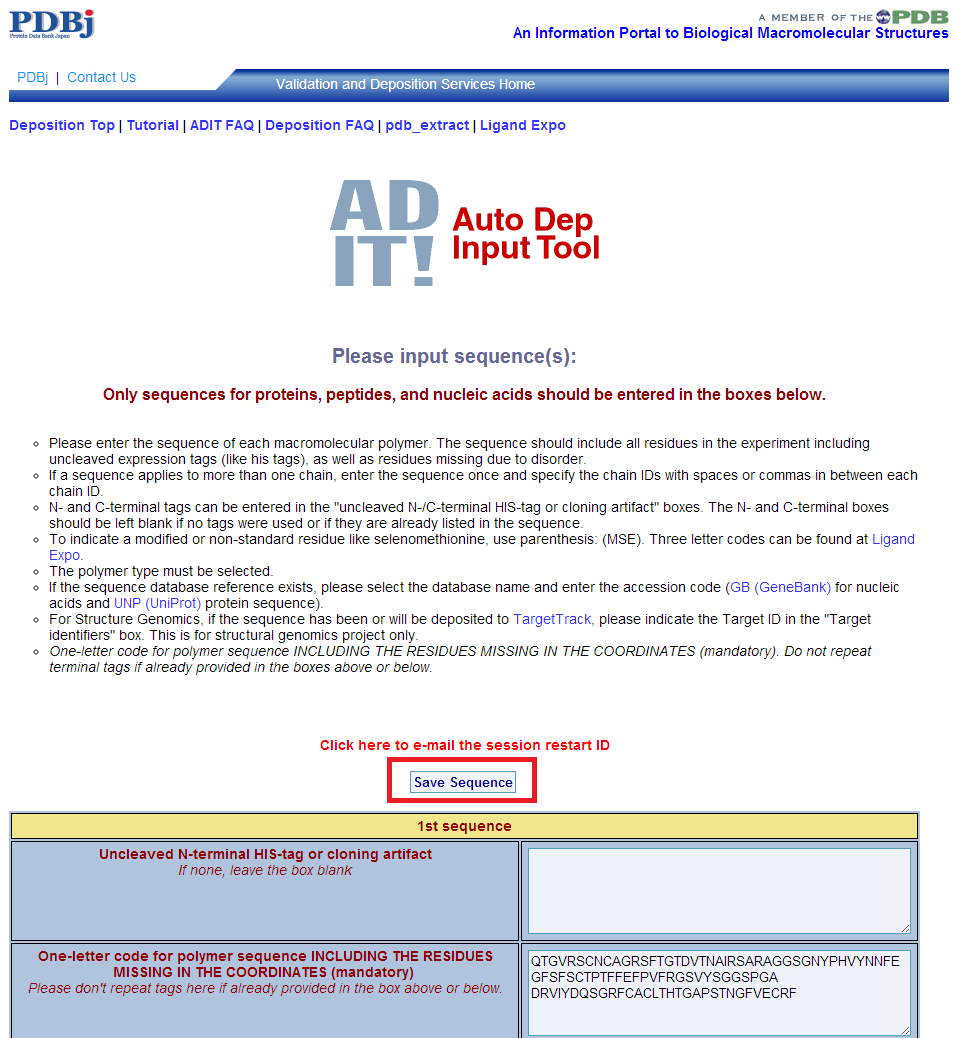 PDBj
Protein Data Bank Japan
A MEMBER OF THE wwPDB
An Information Portal to Biological Macromolecular Structures
PDBj | Contact Us
Validation and Deposition Services Home
Deposition Top | Tutorial | ADIT FAQ | Deposition FAQ | pdb_extract | Ligand Expo
AD
IT!
Auto Dep
Input Tool
Please input sequence(s):
Only sequences for proteins, peptides, and nucleic acids should be entered in the boxes below.
Please enter the sequence of each macromolecular polymer. The sequence should include all residues in the experiment including
uncleaved expression tags (like his tags), as well as residues missing due to disorder.
If a sequence applies to more than one chain, enter the sequence once and specify the chain IDs with spaces or commas in between each
chain ID.
N- and C-terminal tags can be entered in the "uncleaved N-/C-terminal HIS-tag or cloning artifact" boxes. The N- and C-terminal boxes
should be left blank if no tags were used or if they are already listed in the sequence.
To indicate a modified or non-standard residue like selenomethionine, use parenthesis: (MSE). Three letter codes can be found at Ligand
Expo.
The polymer type must be selected.
If the sequence database reference exists, please select the database name and enter the accession code (GB (GeneBank) for nucleic
acids and UNP (UniProt) protein sequence).
For Structure Genomics, if the sequence has been or will be deposited to TargetTrack, please indicate the Target ID in the "Target
identifiers" box. This is for structural genomics project only.
One-letter code for polymer sequence INCLUDING THE RESIDUES MISSING IN THE COORDINATES (mandatory). Do not repeat
terminal tags if already provided in the boxes above or below.
Click here to e-mail the session restart ID
Save Sequence
1st sequence
Uncleaved N-terminal HIS-tag or cloning artifact
If none, leave the box blank
One-letter code for polymer sequence INCLUDING THE RESIDUES
MISSING IN THE COORDINATES (mandatory)
Please don't repeat tags here if already provided in the box above or below.
QTGVRSCNCAGRSFTGTDVTNAIRSARAGGSGNYPHVYNNFE
GFSFSCTPTFFEFPVFRGSVYSGGSPGA
DRVIYDQSGRFCACLTHTGAPSTNGFVECRF